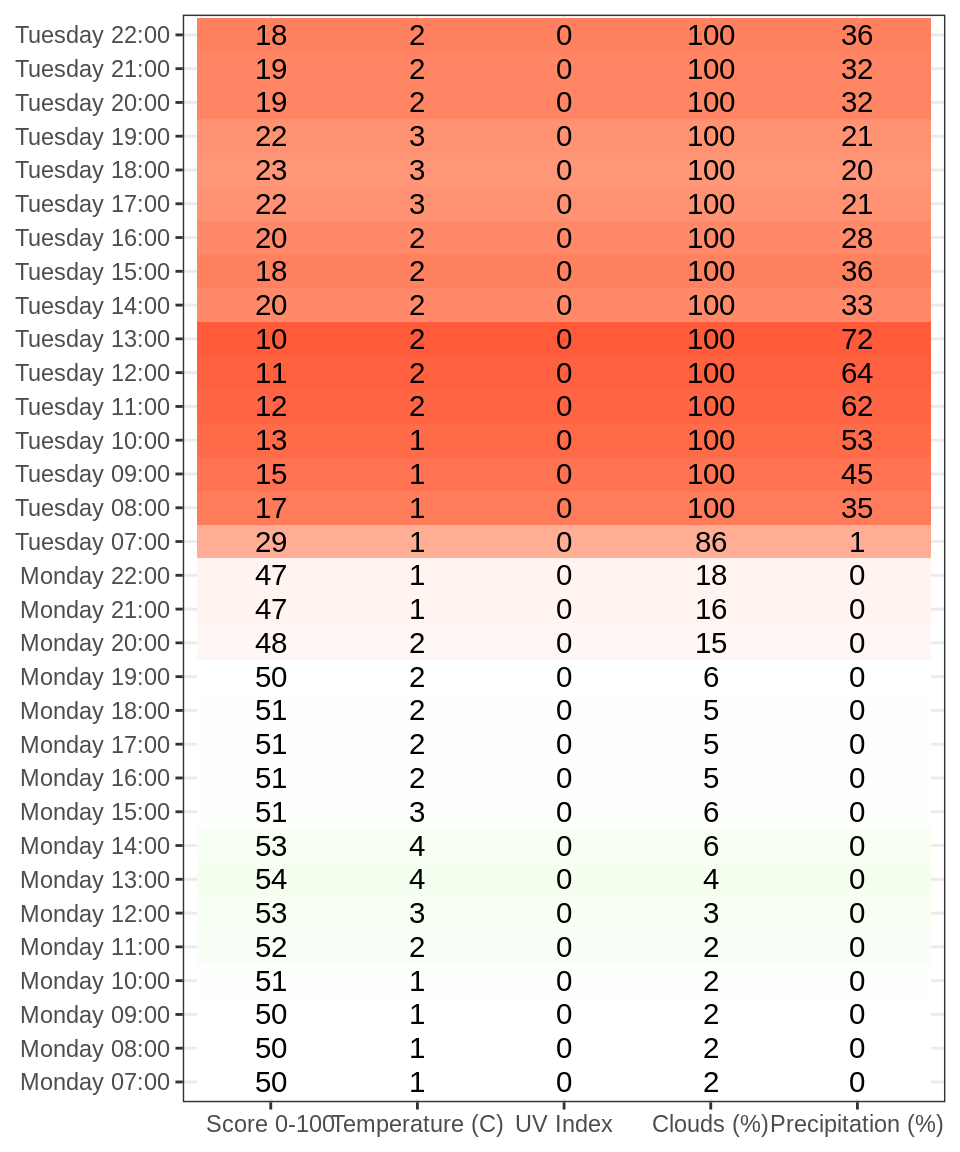 Tuesday 22:00 18 2 0 100 36
Tuesday 21:00 19 2 0 100 32
Tuesday 20:00 19 2 0 100 32
Tuesday 19:00 22 3 0 100 21
Tuesday 18:00 23 3 0 100 20
Tuesday 17:00 22 3 0 100 21
Tuesday 16:00 20 2 0 100 28
Tuesday 15:00 18 2 0 100 36
Tuesday 14:00 20 2 0 100 33
Tuesday 13:00 10 2 0 100 72
Tuesday 12:00 11 2 0 100 64
Tuesday 11:00 12 2 0 100 62
Tuesday 10:00 13 1 0 100 53
Tuesday 09:00 15 1 0 100 45
Tuesday 08:00 17 1 0 100 35
Tuesday 07:00 29 1 0 86 1
Monday 22:00 47 1 0 18 0
Monday 21:00 47 1 0 16 0
Monday 20:00 48 2 0 15 0
Monday 19:00 50 2 0 6 0
Monday 18:00 51 2 0 5 0
Monday 17:00 51 2 0 5 0
Monday 16:00 51 2 0 5 0
Monday 15:00 51 3 0 6 0
Monday 14:00 53 4 0 6 0
Monday 13:00 54 4 0 4 0
Monday 12:00 53 3 0 3 0
Monday 11:00 52 2 0 2 0
Monday 10:00 51 1 0 2 0
Monday 09:00 50 1 0 2 0
Monday 08:00 50 1 0 2 0
Monday 07:00 50 1 0 2 0
Score 0-100 Temperature (C) UV Index Clouds (%) Precipitation (%)